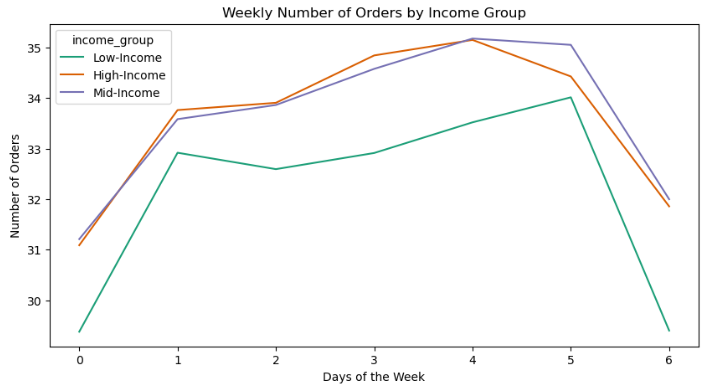 Weekly Number of Orders by Income Group
income_group
Low-Income
High-Income
Mid-Income
Number of Orders
35
34
33
32
31
30
0 1 2 3 4 5 6
Days of the Week